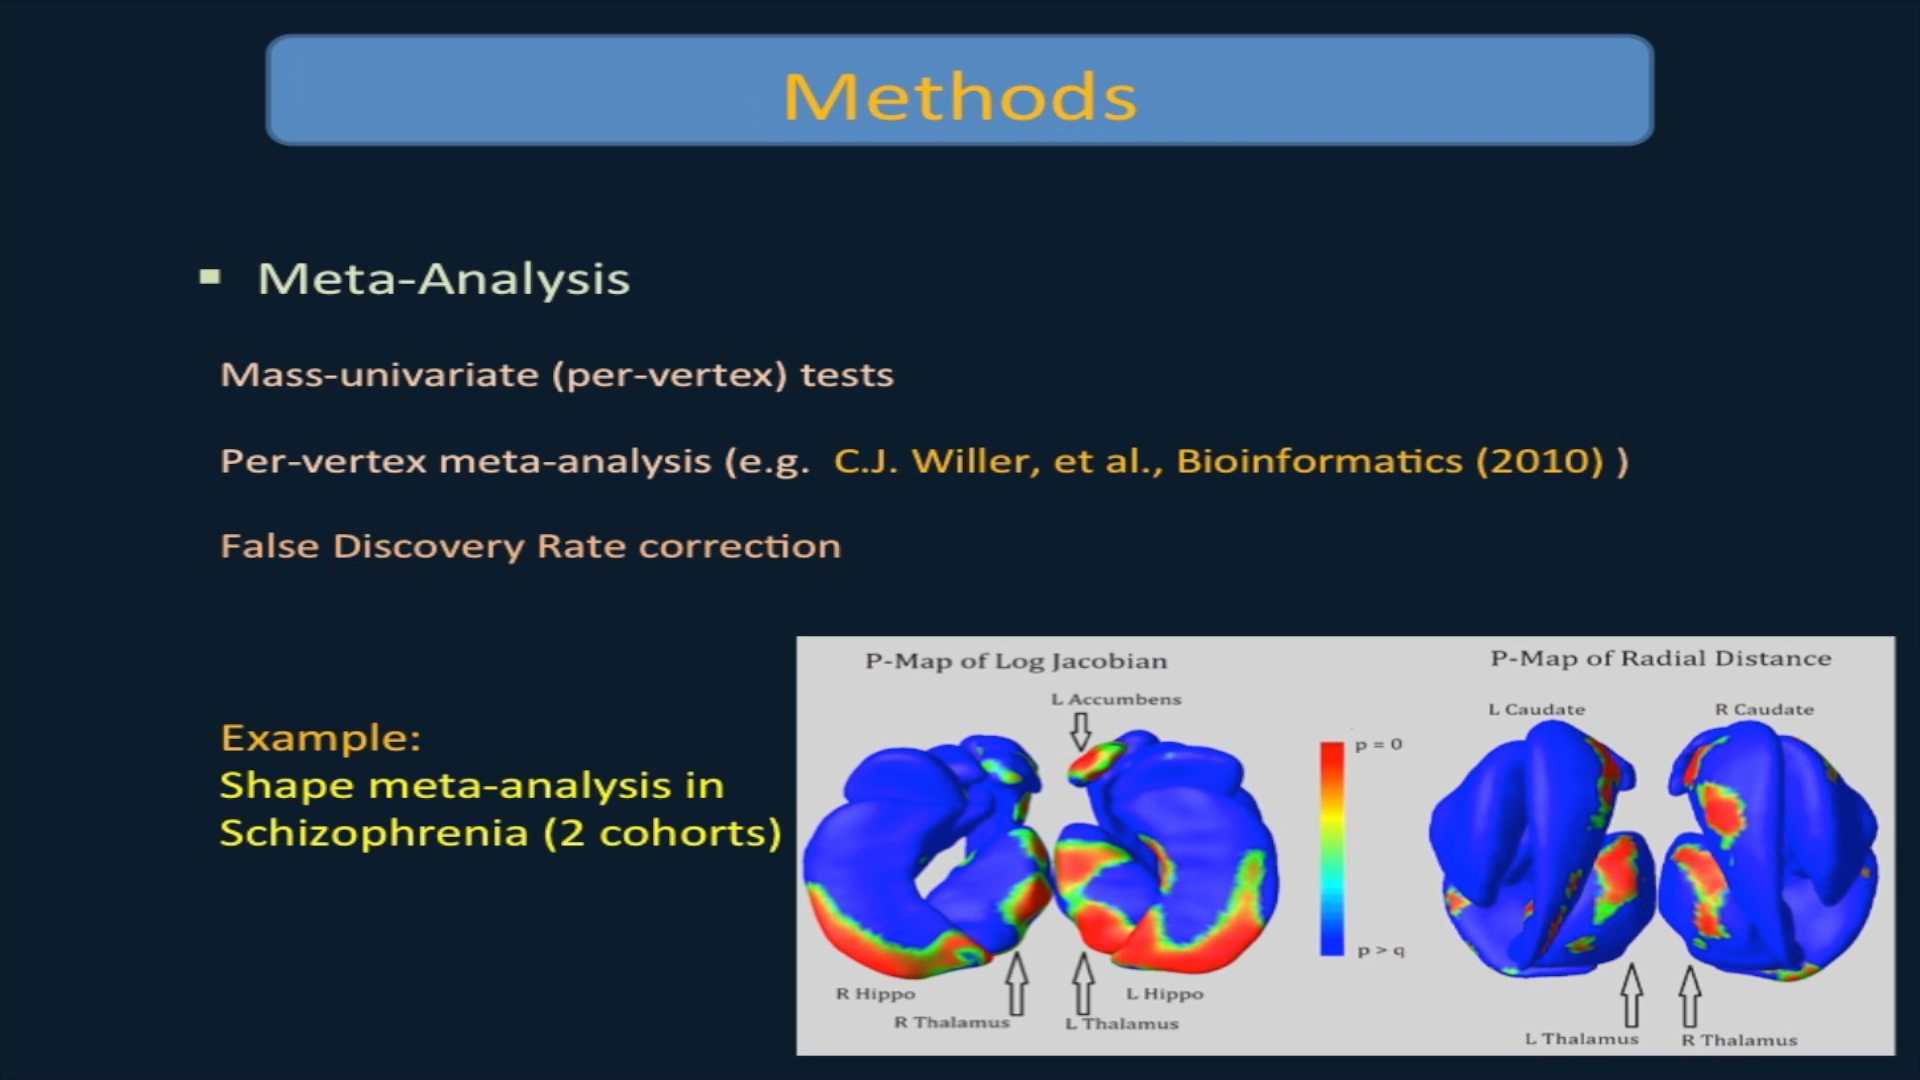 Methods
▪ Meta-Analysis
Mass-univariate (per-vertex) tests
Per-vertex meta-analysis (e.g. C.J. Willer, et al., Bioinformatics (2010) )
False Discovery Rate correction
Example:
Shape meta-analysis in
Schizophrenia (2 cohorts)
P-Map of Log Jacobian
L Accumbens
R Hippo
L Hippo
R Thalamus
L Thalamus
p = 0
p > q
P-Map of Radial Distance
L Caudate
R Caudate
L Thalamus
R Thalamus